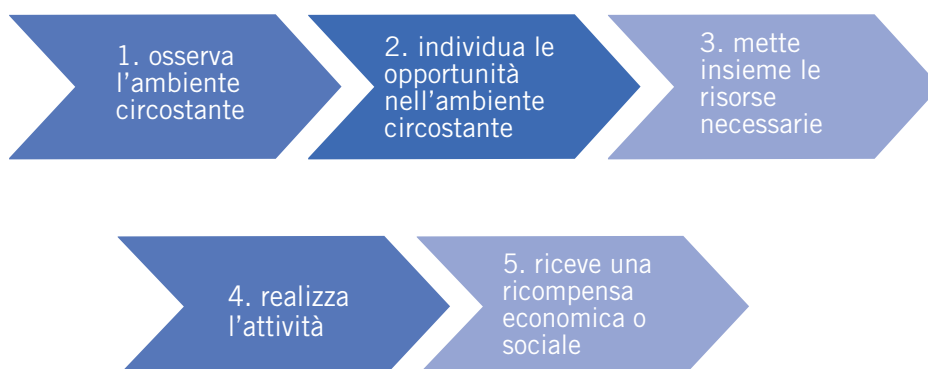 1. osserva
l'ambiente
circostante
2. individua le
opportunità
nell'ambiente
circostante
3. mette
insieme le
risorse
necessarie
4. realizza
l'attività
5. riceve una
ricompensa
economica o
sociale